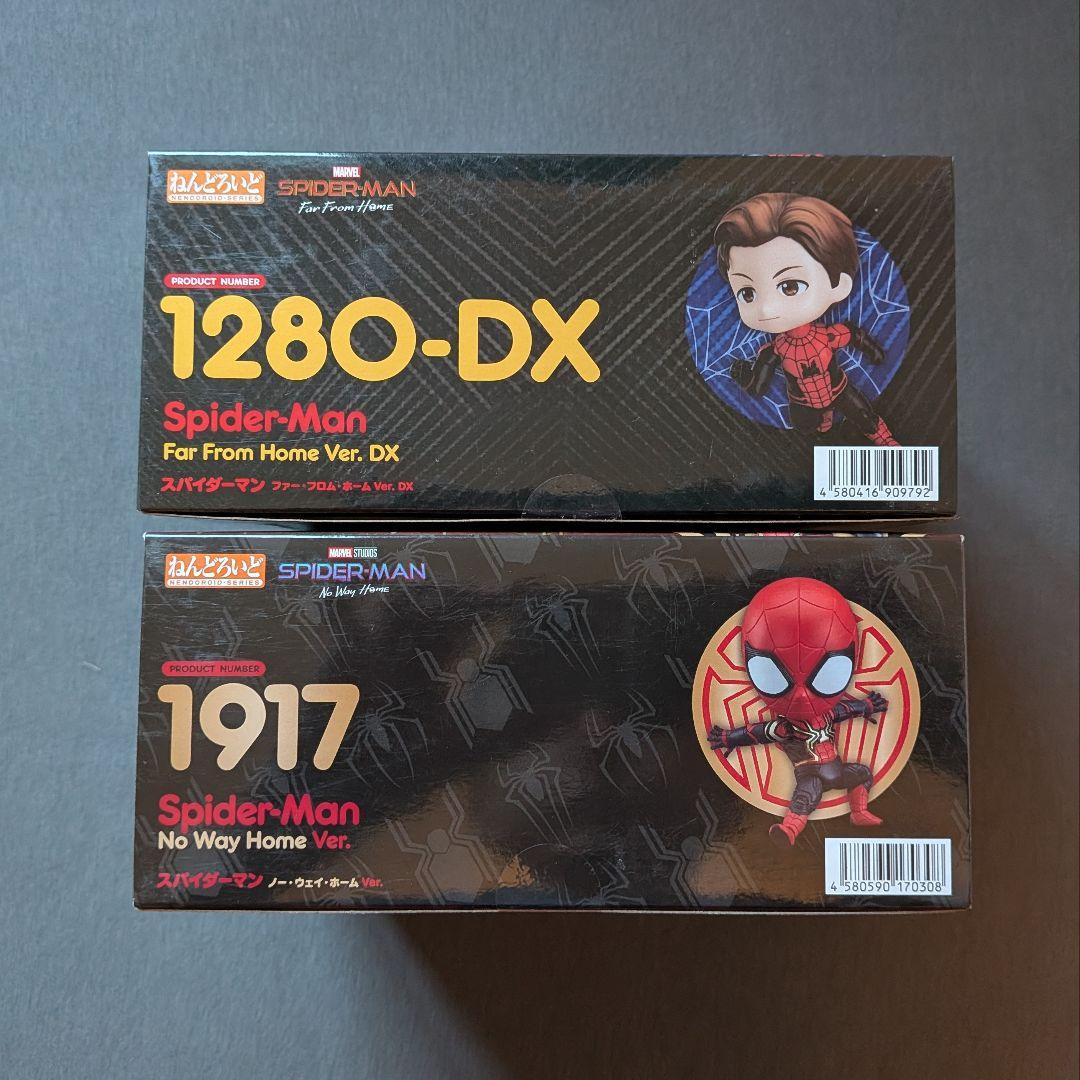 ねんどろいど
NENDOROID-SERIES
MARVEL
SPIDER-MAN
Far From Home
PRODUCT NUMBER
1280-DX
Spider-Man
Far From Home Ver. DX
スパイダーマン ファー・フロム・ホーム Ver. DX
4 580416 909792
ねんどろいど
NENDOROID-SERIES
MARVEL STUDIOS
SPIDER-MAN
No Way Home
PRODUCT NUMBER
1917
Spider-Man
No Way Home Ver.
スパイダーマン ノー・ウェイ・ホーム Ver.
4 580590 170308